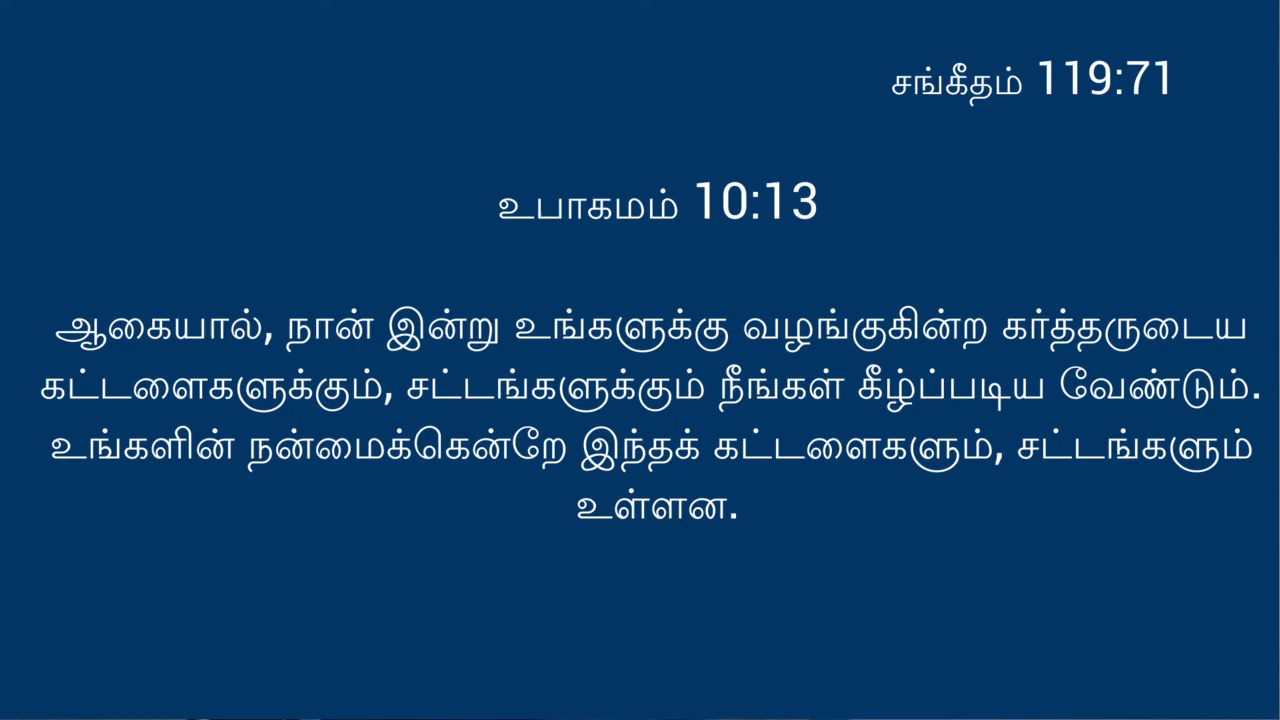 சங்கீதம் 119:71
உபாகமம் 10:13
ஆகையால், நான் இன்று உங்களுக்கு வழங்குகின்ற கர்த்தருடைய
கட்டளைகளுக்கும், சட்டங்களுக்கும் நீங்கள் கீழ்ப்படிய வேண்டும்.
உங்களின் நன்மைக்கென்றே இந்தக் கட்டளைகளும், சட்டங்களும்
உள்ளன.